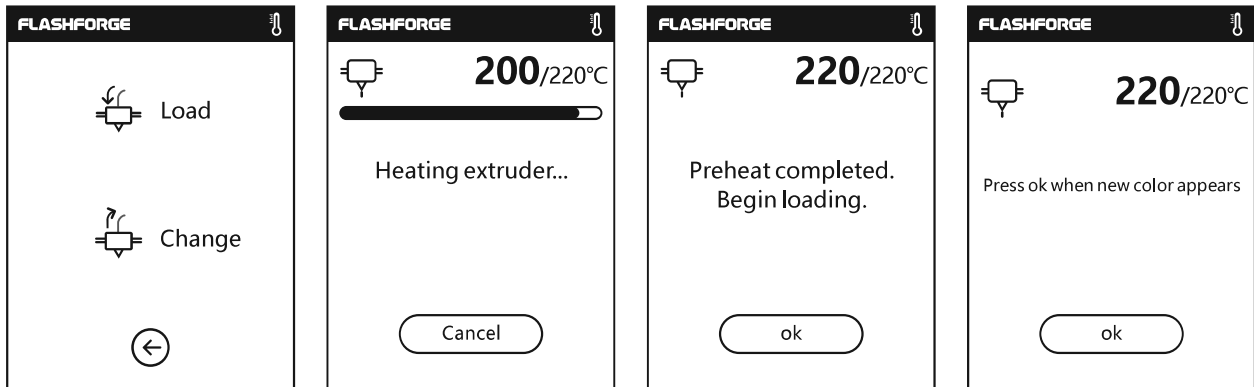 FLASHFORGE
Load
Change
FLASHFORGE
200/220℃
Heating extruder...
Cancel
FLASHFORGE
220/220℃
Preheat completed.
Begin loading.
ok
FLASHFORGE
220/220℃
Press ok when new color appears
ok